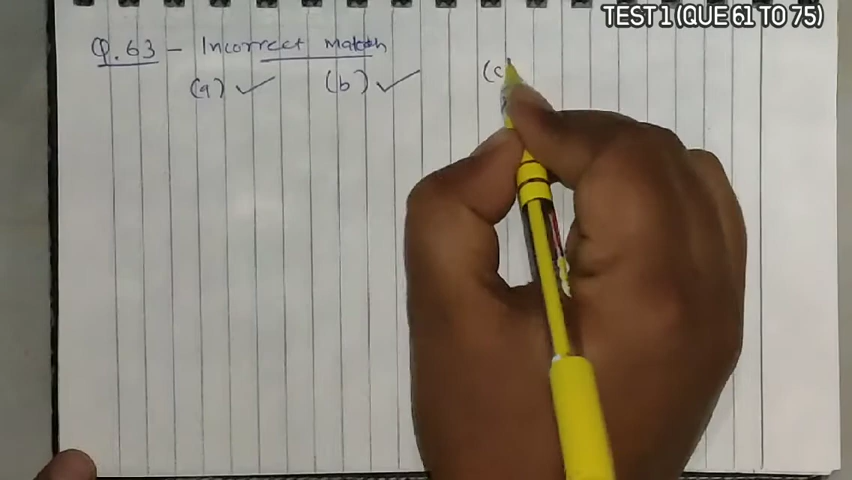 TEST 1 (QUE 61 TO 75)
Q. 63 - Incorrect Match
(a) ✓ (b) ✓ (c